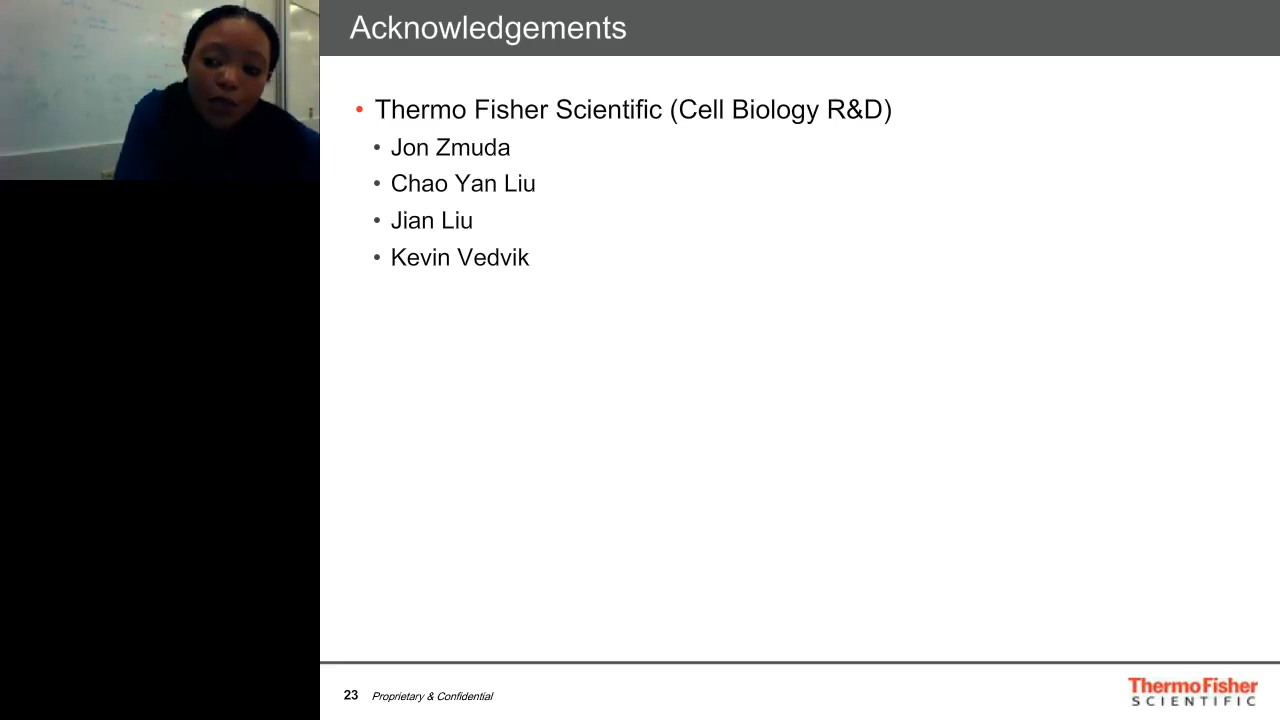 Acknowledgements
• Thermo Fisher Scientific (Cell Biology R&D)
• Jon Zmuda
• Chao Yan Liu
• Jian Liu
• Kevin Vedvik
23 Proprietary & Confidential
ThermoFisher
SCIENTIFIC